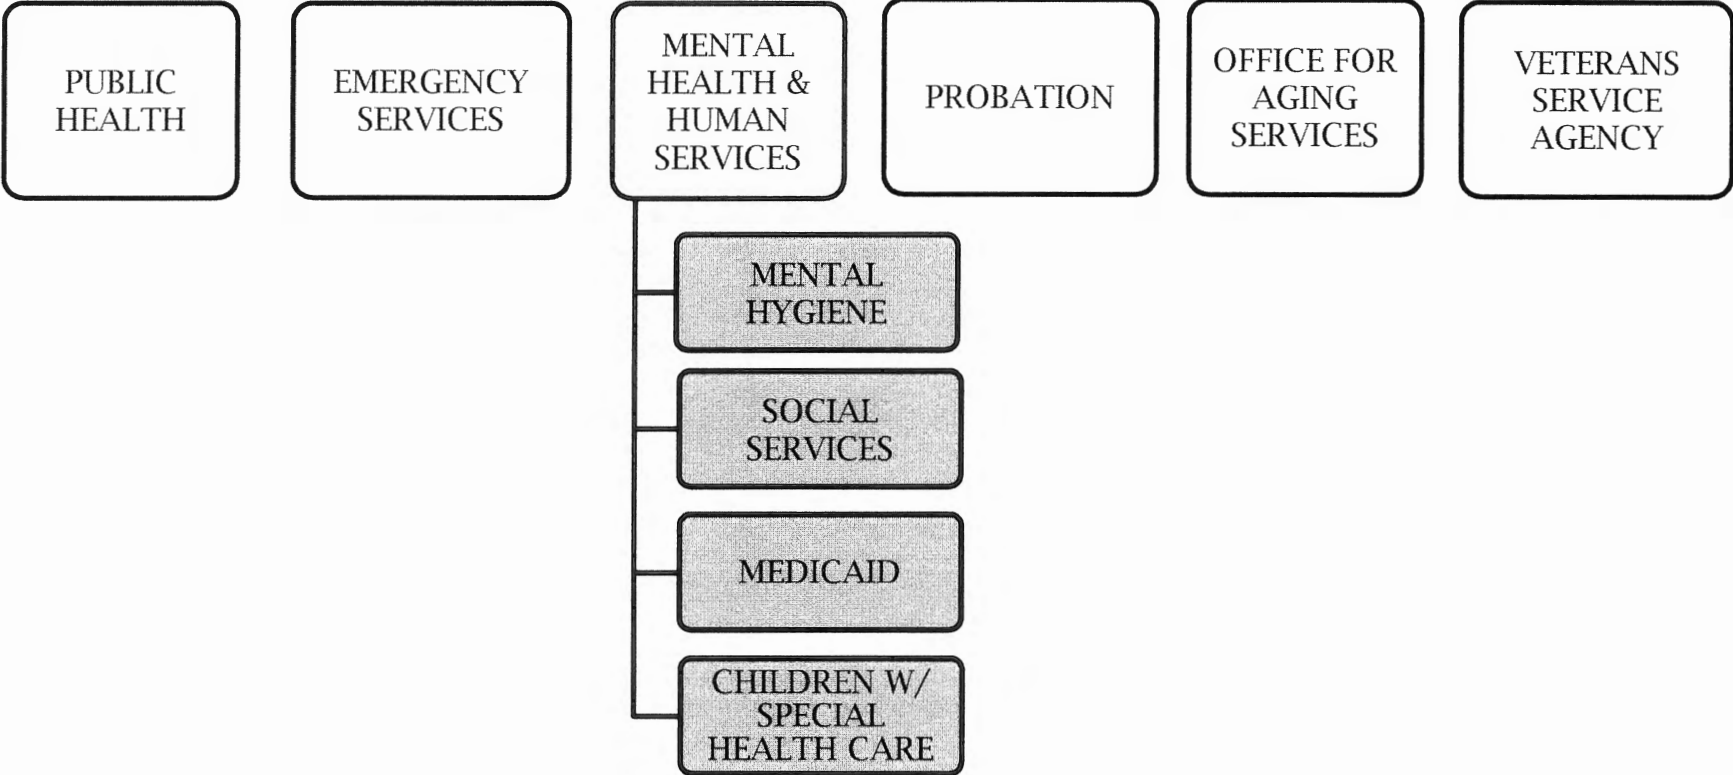 PUBLIC
HEALTH
EMERGENCY
SERVICES
MENTAL
HEALTH &
HUMAN
SERVICES
PROBATION
OFFICE FOR
AGING
SERVICES
VETERANS
SERVICE
AGENCY
MENTAL
HYGIENE
SOCIAL
SERVICES
MEDICAID
CHILDREN W/
SPECIAL
HEALTH CARE